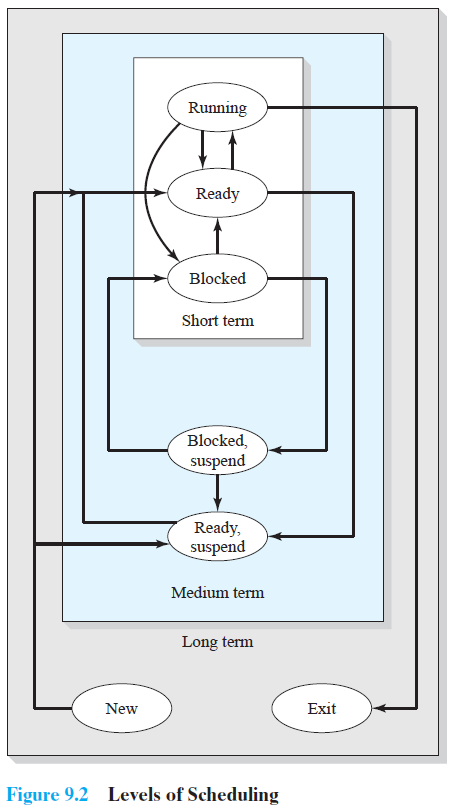 Running
Ready
Blocked
Short term
Blocked,
suspend
Ready,
suspend
Medium term
Long term
New
Exit
Figure 9.2 Levels of Scheduling